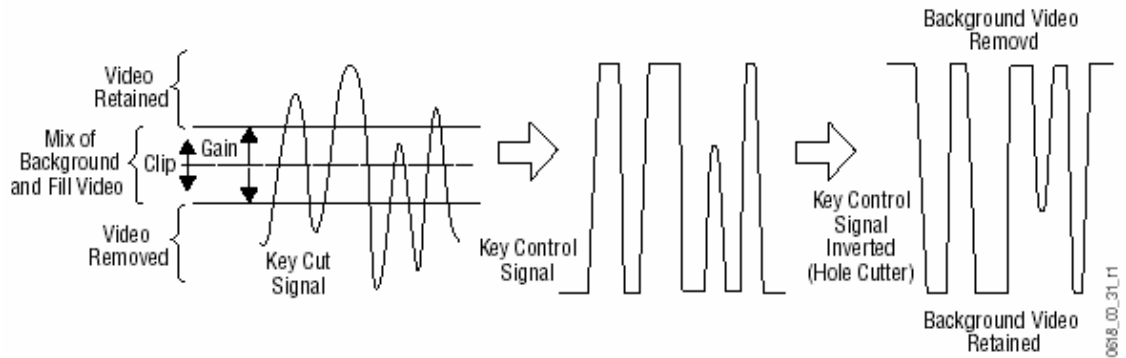 Video
Retained
Mix of
Background
and Fill Video
Clip
Gain
Video
Removed
Key Cut
Signal
Key Control
Signal
Key Control
Signal
Inverted
(Hole Cutter)
Background Video
Removd
Background Video
Retained
0618_03_31_r1